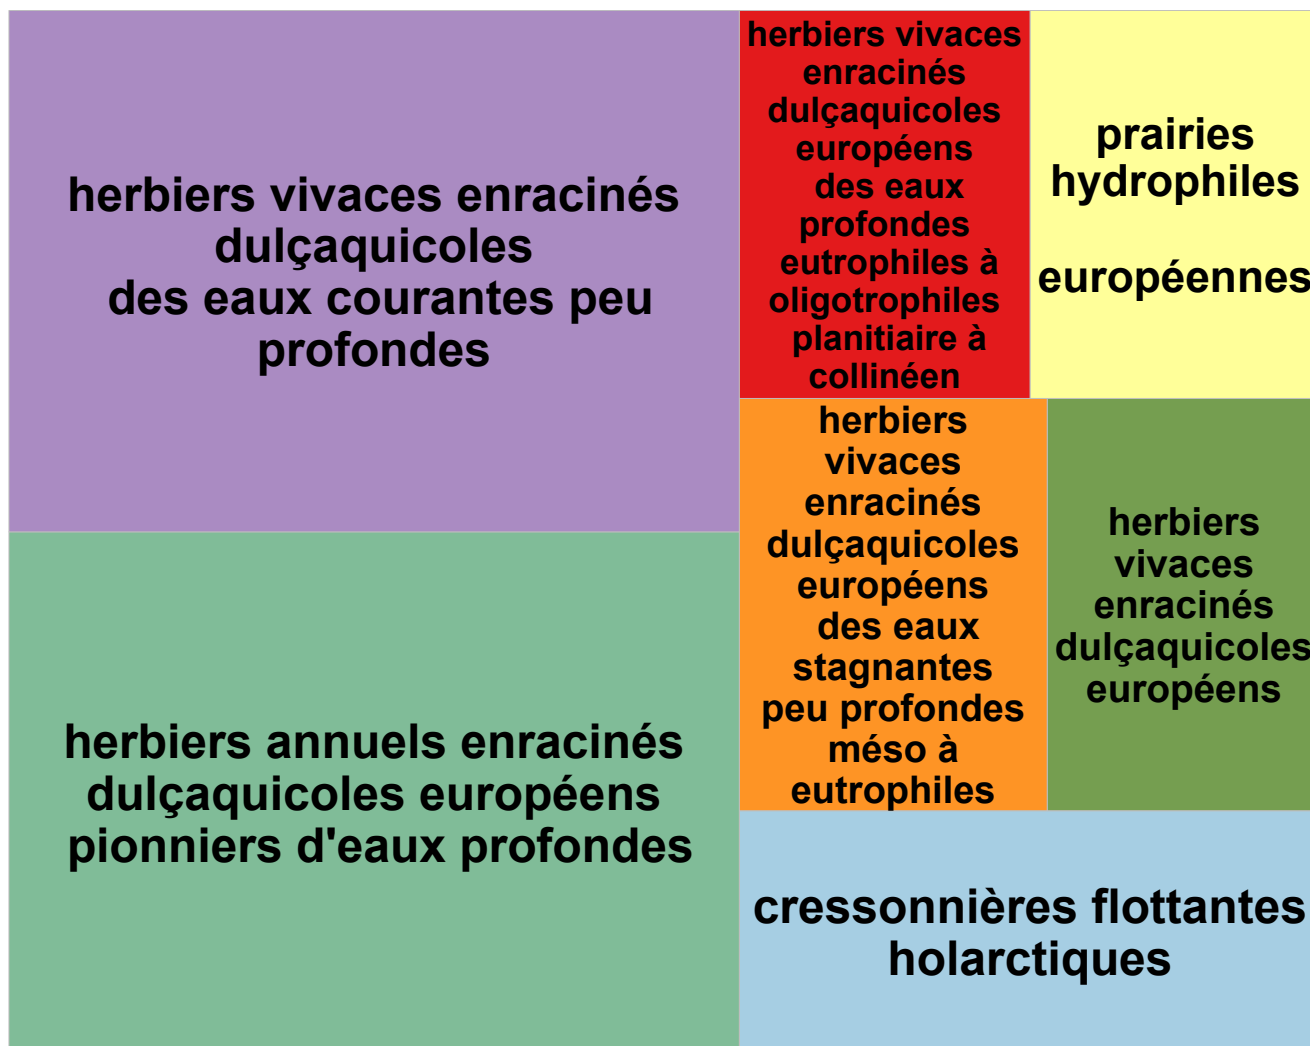 herbiers vivaces enracinés
dulçaquicoles
des eaux courantes peu
profondes
herbiers annuels enracinés
dulçaquicoles européens
pionniers d'eaux profondes
herbiers vivaces
enracinés
dulçaquicoles
européens
des eaux
profondes
eutrophiles à
oligotrophiles
planitiaire à
collinéen
prairies
hydrophiles
européennes
herbiers
vivaces
enracinés
dulçaquicoles
européens
des eaux
stagnantes
peu profondes
méso à
eutrophiles
herbiers
vivaces
enracinés
dulçaquicoles
européens
cressonnières flottantes
holarctiques